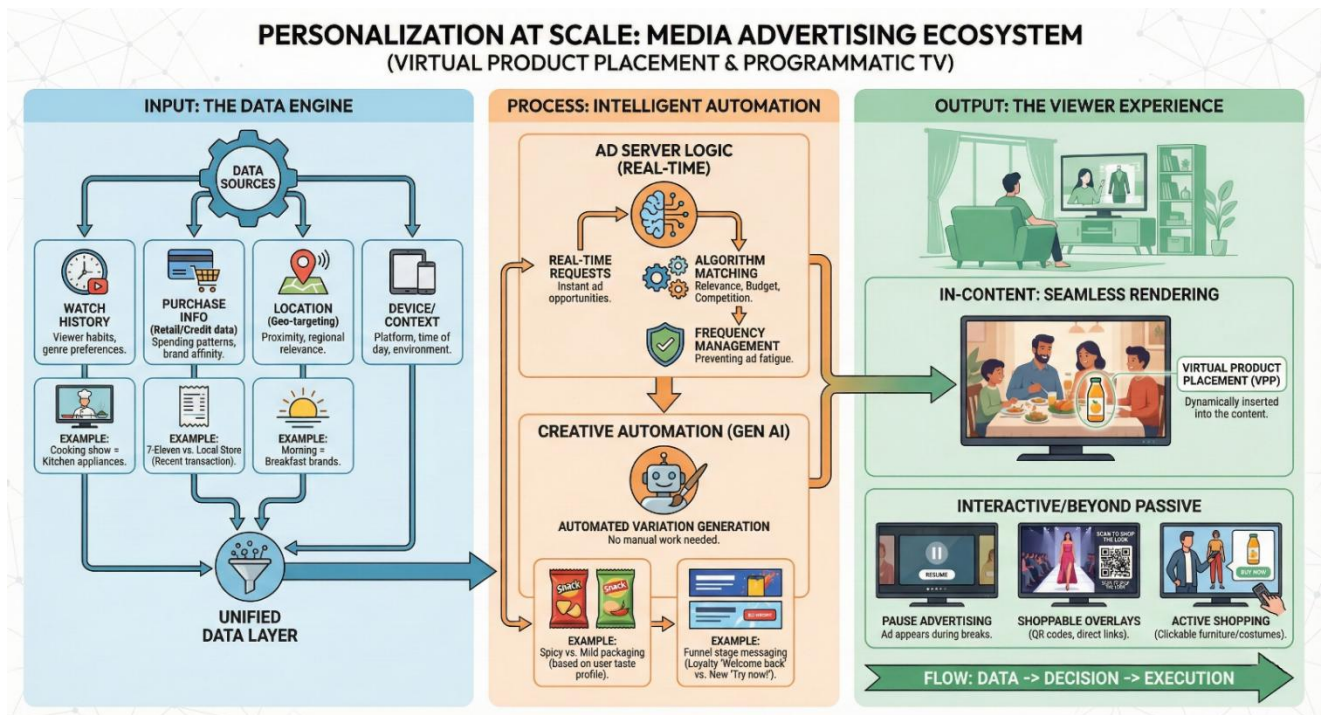 PERSONALIZATION AT SCALE: MEDIA ADVERTISING ECOSYSTEM
(VIRTUAL PRODUCT PLACEMENT & PROGRAMMATIC TV)
INPUT: THE DATA ENGINE
DATA
SOURCES
WATCH
HISTORY
Viewer habits,
genre preferences.
PURCHASE
INFO
(Retail/Credit data)
Spending patterns,
brand affinity.
LOCATION
(Geo-targeting)
Proximity, regional
relevance.
DEVICE/
CONTEXT
Platform, time of
day, environment.
EXAMPLE:
Cooking show =
Kitchen appliances.
EXAMPLE:
7-Eleven vs. Local Store
(Recent transaction).
EXAMPLE:
Morning =
Breakfast brands.
UNIFIED
DATA LAYER
PROCESS: INTELLIGENT AUTOMATION
AD SERVER LOGIC
(REAL-TIME)
REAL-TIME
REQUESTS
Instant ad
opportunities.
ALGORITHM
MATCHING
Relevance, Budget,
Competition.
FREQUENCY
MANAGEMENT
Preventing ad fatigue.
CREATIVE AUTOMATION (GEN AI)
AUTOMATED VARIATION GENERATION
No manual work needed.
Snack
Snack
EXAMPLE:
Spicy vs. Mild packaging
(based on user taste
profile).
EXAMPLE:
Funnel stage messaging
(Loyalty 'Welcome back'
vs. New 'Try now!').
OUTPUT: THE VIEWER EXPERIENCE
IN-CONTENT: SEAMLESS RENDERING
VIRTUAL PRODUCT
PLACEMENT (VPP)
Dynamically inserted
into the content.
INTERACTIVE/BEYOND PASSIVE
RESUME
PAUSE ADVERTISING
Ad appears during breaks.
SCAN TO SHOP
THE LOOK
SHOPPABLE OVERLAYS
(QR codes, direct links).
BUY NOW
ACTIVE SHOPPING
(Clickable furniture/costumes).
FLOW: DATA -> DECISION -> EXECUTION